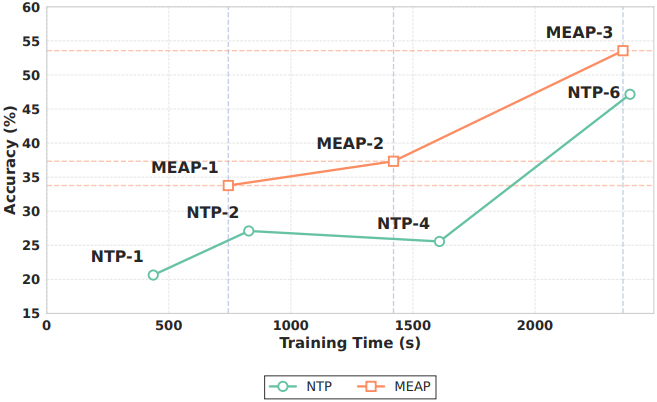 60
55
50
45
40
35
30
25
20
15
Accuracy (%)
MEAP-3
NTP-6
MEAP-2
MEAP-1
NTP-2
NTP-4
NTP-1
0 500 1000 1500 2000
Training Time (s)
NTP MEAP